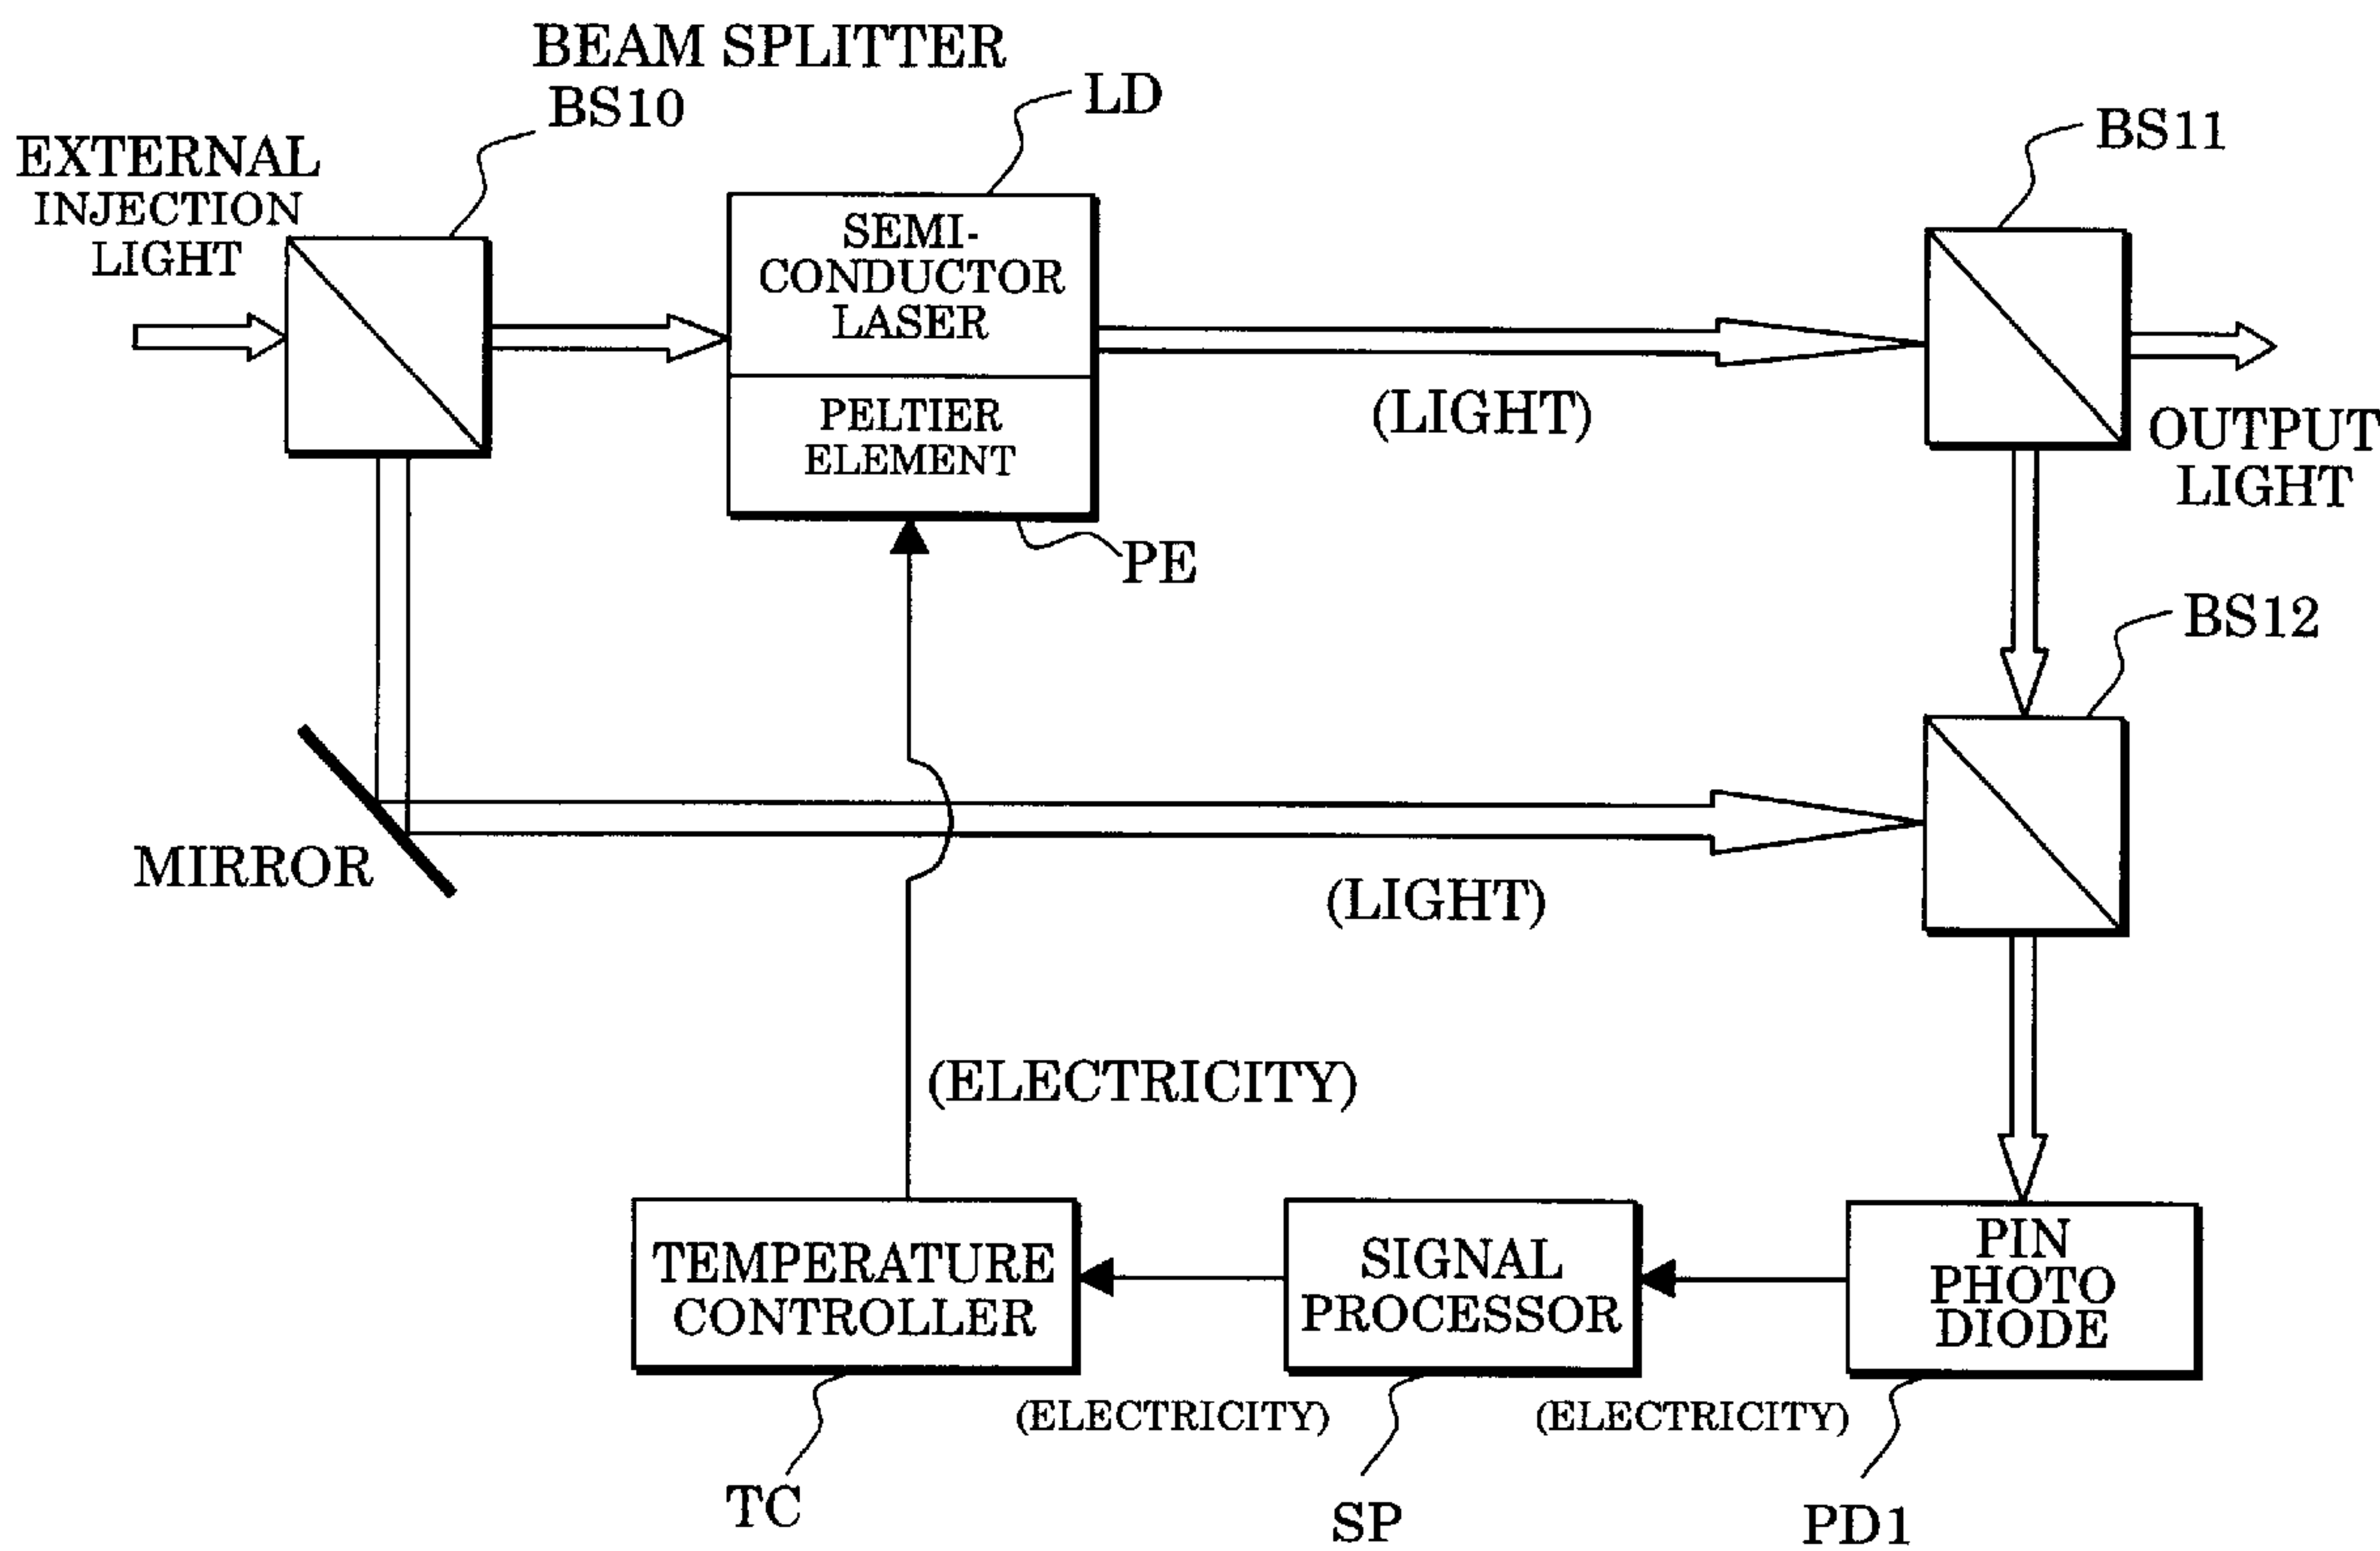 BEAM SPLITTER
BS10
LD
BS11
EXTERNAL
INJECTION
LIGHT
SEMI-
CONDUCTOR
LASER
PELTIER
ELEMENT
(LIGHT)
OUTPUT
LIGHT
PE
BS12
MIRROR
(LIGHT)
(ELECTRICITY)
TEMPERATURE
CONTROLLER
SIGNAL
PROCESSOR
PIN
PHOTO
DIODE
(ELECTRICITY)
(ELECTRICITY)
TC
SP
PD1